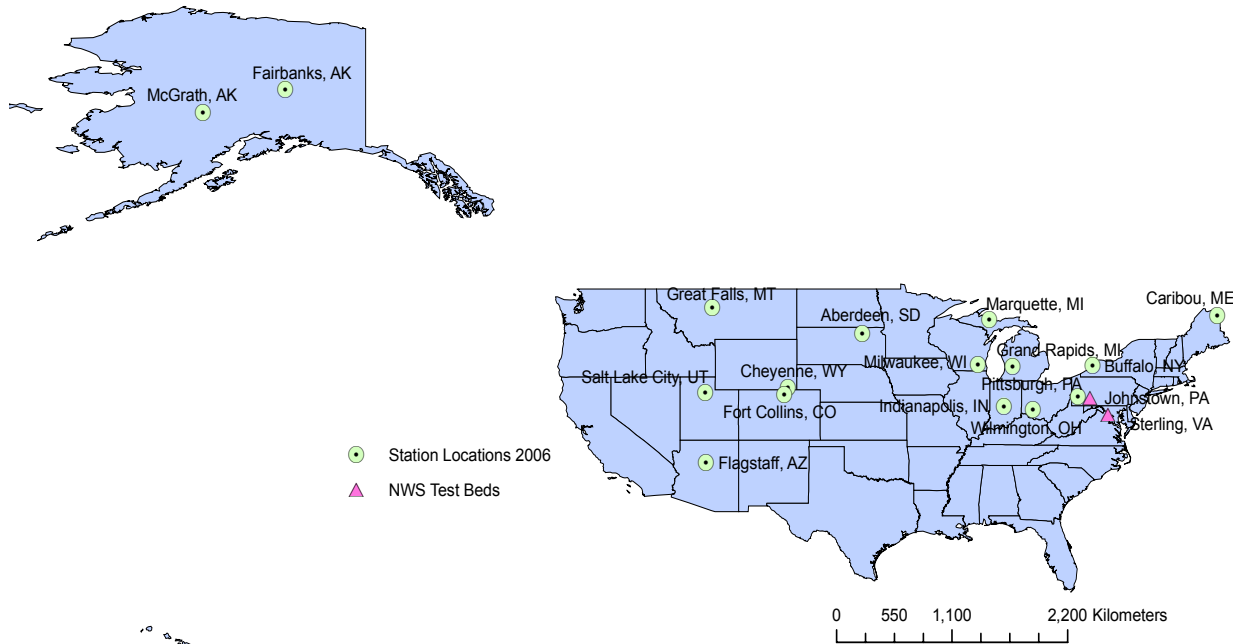 Fairbanks, AK
McGrath, AK
Great Falls, MT
Marquette, MI
Caribou, ME
Aberdeen, SD
Grand Rapids, MI
Milwaukee, WI
Buffalo, NY
Salt Lake City, UT
Cheyenne, WY
Pittsburgh, PA
Johnstown, PA
Fort Collins, CO
Indianapolis, IN
Wilmington, OH
Sterling, VA
Station Locations 2006
Flagstaff, AZ
NWS Test Beds
0 550 1,100 2,200 Kilometers